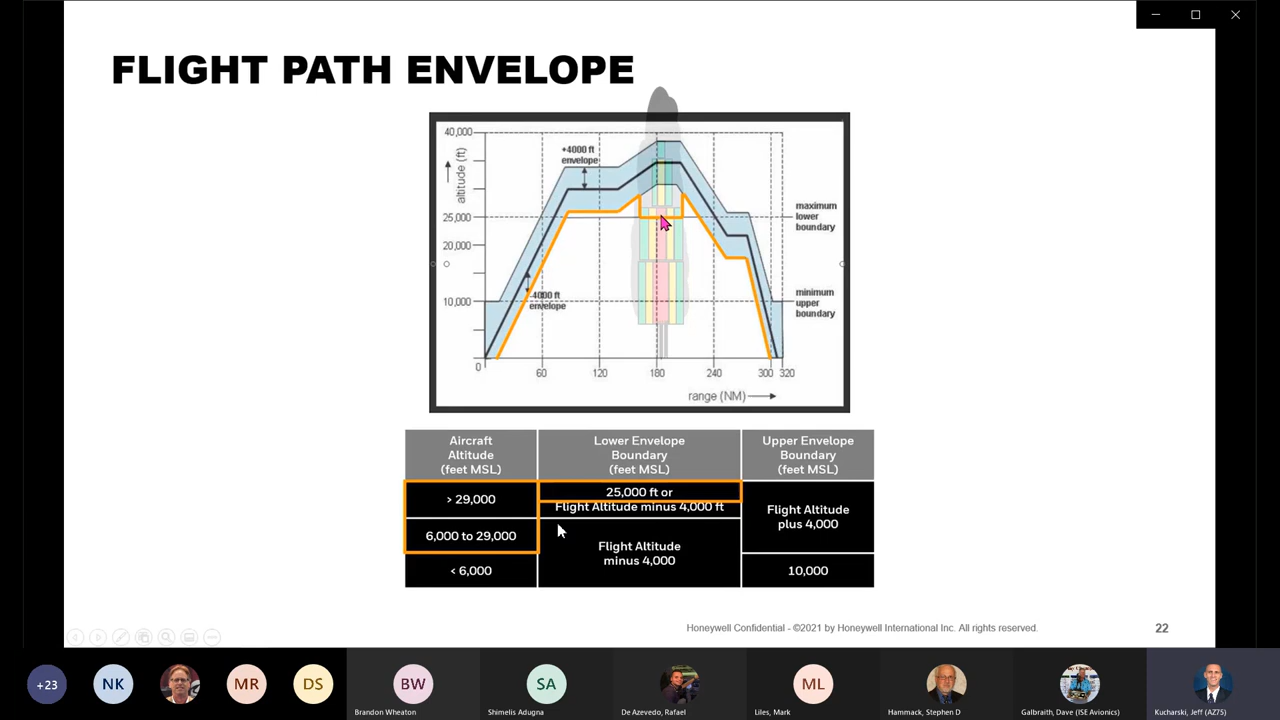 FLIGHT PATH ENVELOPE
40,000
+4000 ft
envelope
altitude (ft)
25,000
maximum
lower
boundary
20,000
10,000
-4000 ft
envelope
minimum
upper
boundary
0
60
120
180
240
300
320
range (NM)
Aircraft
Altitude
(feet MSL)
Lower Envelope
Boundary
(feet MSL)
Upper Envelope
Boundary
(feet MSL)
> 29,000
25,000 ft or
Flight Altitude minus 4,000 ft
Flight Altitude
plus 4,000
6,000 to 29,000
Flight Altitude
minus 4,000
< 6,000
10,000
Honeywell Confidential - ©2021 by Honeywell International Inc. All rights reserved.
22
+23
NK
MR
DS
BW
SA
ML
Brandon Wheaton
Shimelis Adugna
De Azevedo, Rafael
Liles, Mark
Hammack, Stephen D
Galbraith, Dave (ISE Avionics)
Kucharski, Jeff (AZ75)